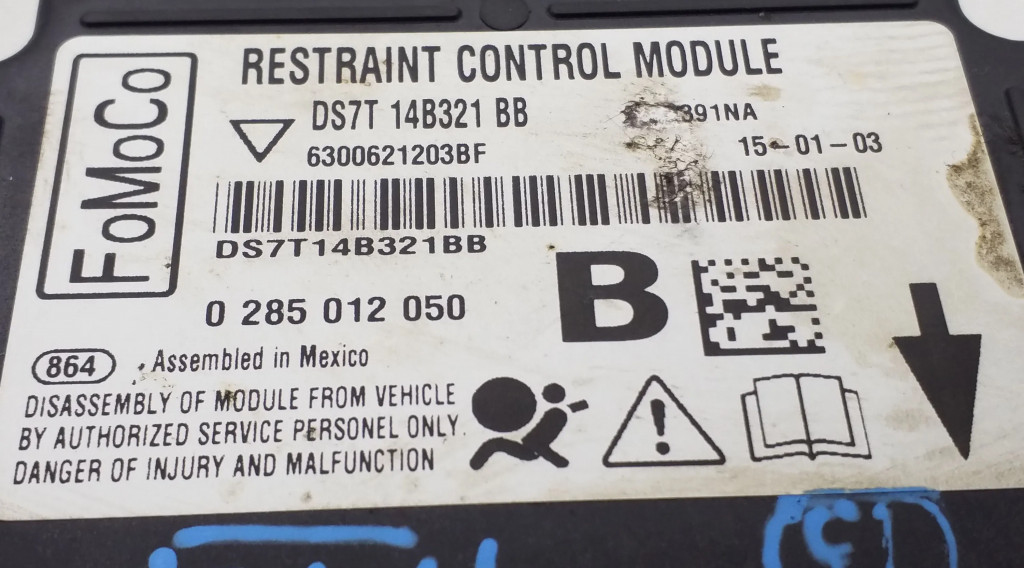 FoMoCo
RESTRAINT CONTROL MODULE
DS7T 14B321 BB
6300621203BF
15-01-03
DS7T14B321BB
0 285 012 050
B
864
Assembled in Mexico
DISASSEMBLY OF MODULE FROM VEHICLE
BY AUTHORIZED SERVICE PERSONEL ONLY.
DANGER OF INJURY AND MALFUNCTION